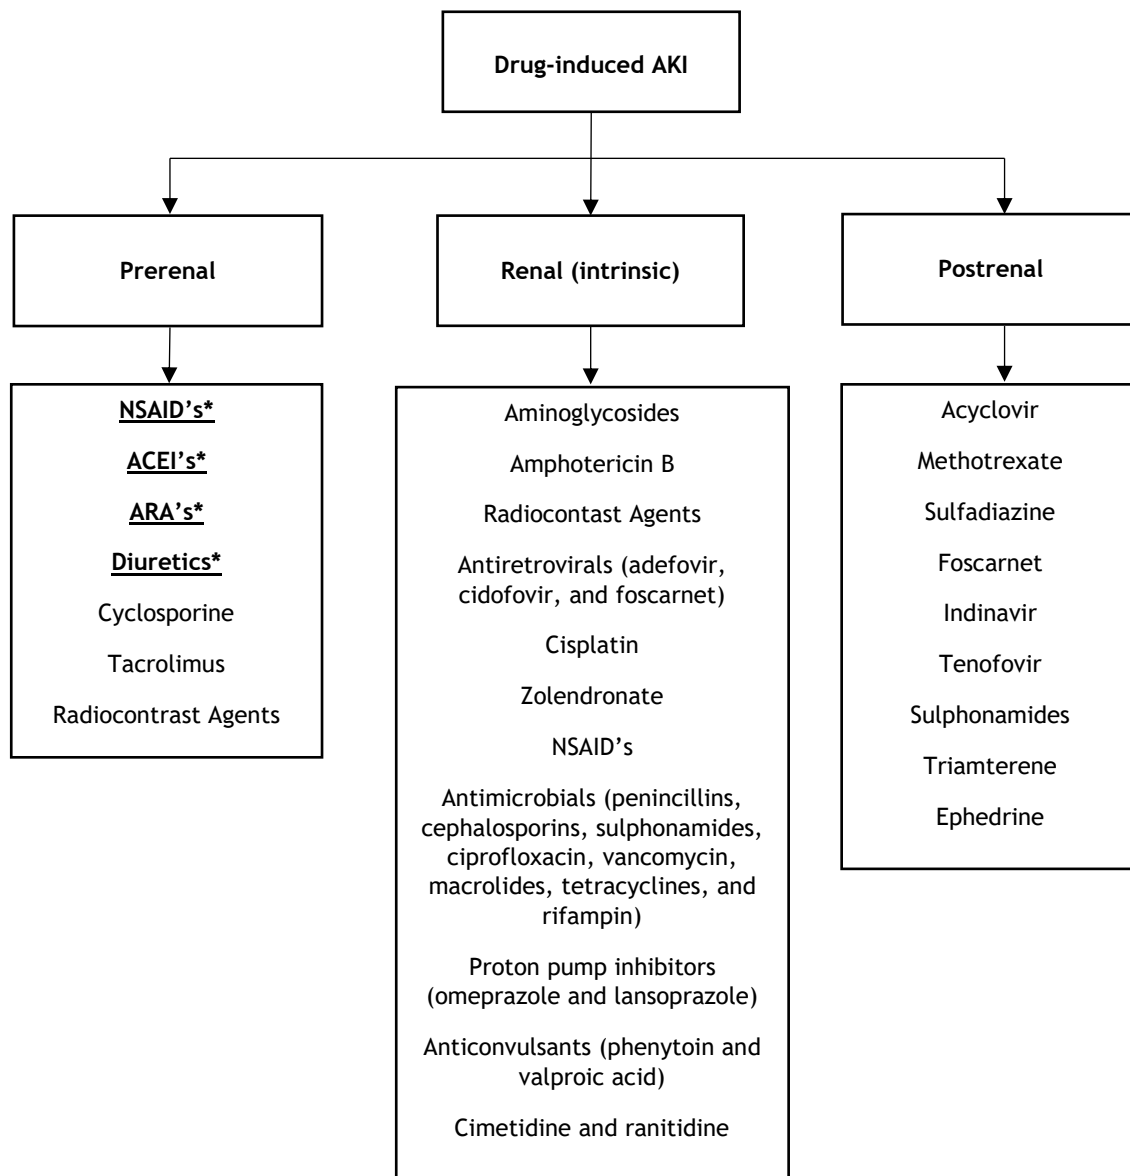 Drug-induced AKI
Prerenal
Renal (intrinsic)
Postrenal
NSAID’s*
ACEI’s*
ARA’s*
Diuretics*
Cyclosporine
Tacrolimus
Radiocontrast Agents
Aminoglycosides
Amphotericin B
Radiocontast Agents
Antiretrovirals (adefovir,
cidofovir, and foscarnet)
Cisplatin
Zolendronate
NSAID’s
Antimicrobials (penincillins,
cephalosporins, sulphonamides,
ciprofloxacin, vancomycin,
macrolides, tetracyclines, and
rifampin)
Proton pump inhibitors
(omeprazole and lansoprazole)
Anticonvulsants (phenytoin and
valproic acid)
Cimetidine and ranitidine
Acyclovir
Methotrexate
Sulfadiazine
Foscarnet
Indinavir
Tenofovir
Sulphonamides
Triamterene
Ephedrine